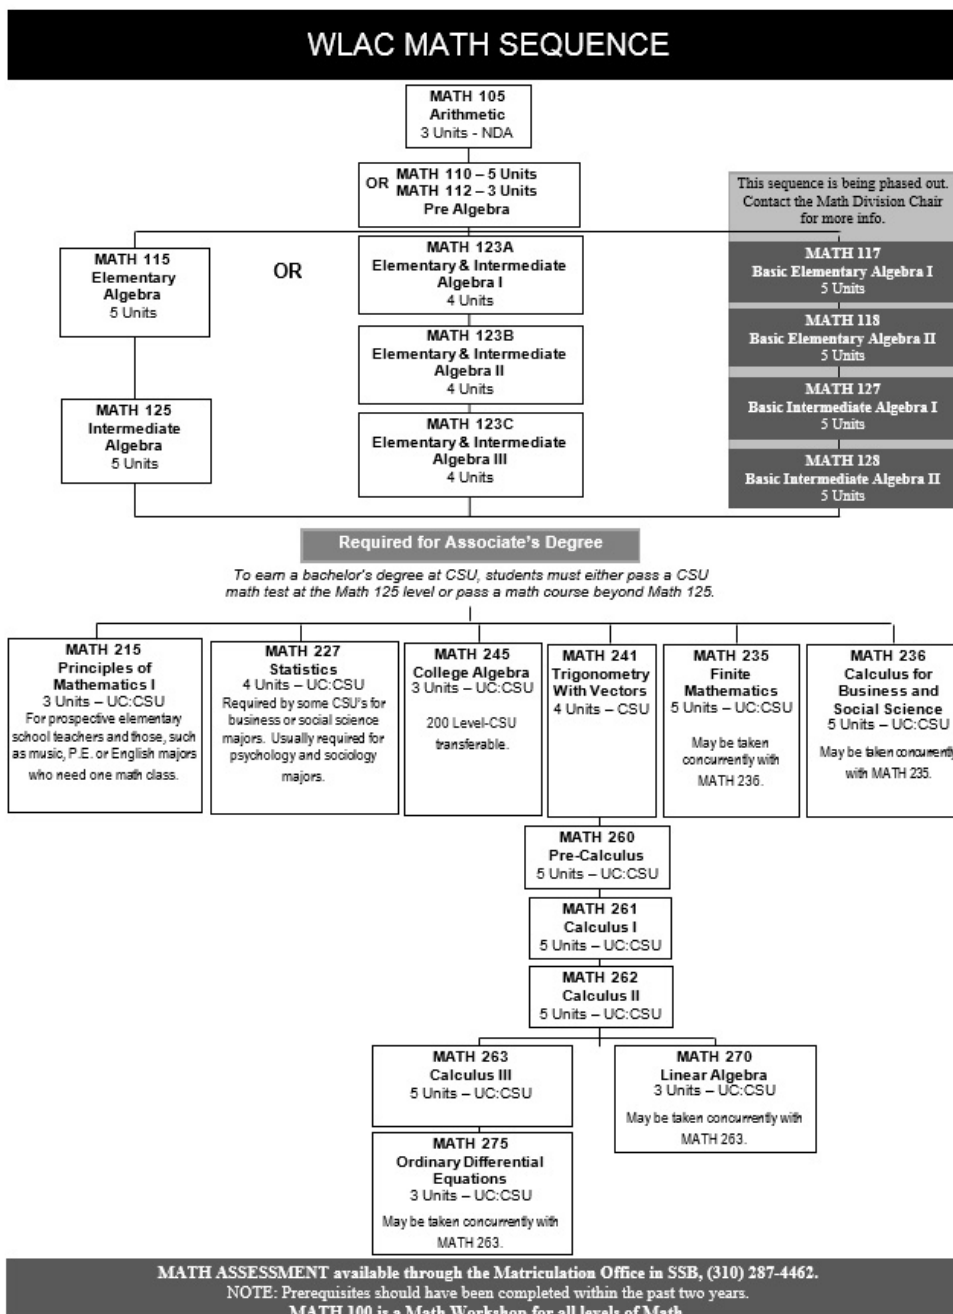 WLAC MATH SEQUENCE
MATH 105
Arithmetic
3 Units - NDA
OR MATH 110 – 5 Units
MATH 112 – 3 Units
Pre Algebra
This sequence is being phased out.
Contact the Math Division Chair
for more info.
MATH 115
Elementary
Algebra
5 Units
OR
MATH 123A
Elementary & Intermediate
Algebra I
4 Units
MATH 117
Basic Elementary Algebra I
5 Units
MATH 123B
Elementary & Intermediate
Algebra II
4 Units
MATH 118
Basic Elementary Algebra II
5 Units
MATH 125
Intermediate
Algebra
5 Units
MATH 123C
Elementary & Intermediate
Algebra III
4 Units
MATH 127
Basic Intermediate Algebra I
5 Units
MATH 128
Basic Intermediate Algebra II
5 Units
Required for Associate's Degree
To earn a bachelor's degree at CSU, students must either pass a CSU
math test at the Math 125 level or pass a math course beyond Math 125.
MATH 215
Principles of
Mathematics I
3 Units – UC:CSU
For prospective elementary
school teachers and those, such
as music, P.E. or English majors
who need one math class.
MATH 227
Statistics
4 Units – UC:CSU
Required by some CSU's for
business or social science
majors. Usually required for
psychology and sociology
majors.
MATH 245
College Algebra
3 Units – UC:CSU
200 Level-CSU
transferable.
MATH 241
Trigonometry
With Vectors
4 Units – CSU
MATH 235
Finite
Mathematics
5 Units – UC:CSU
May be taken
concurrently with
MATH 236.
MATH 236
Calculus for
Business and
Social Science
5 Units – UC:CSU
May be taken concurrently
with MATH 235.
MATH 260
Pre-Calculus
5 Units – UC:CSU
MATH 261
Calculus I
5 Units – UC:CSU
MATH 262
Calculus II
5 Units – UC:CSU
MATH 263
Calculus III
5 Units – UC:CSU
MATH 270
Linear Algebra
3 Units – UC:CSU
May be taken concurrently with
MATH 263.
MATH 275
Ordinary Differential
Equations
3 Units – UC:CSU
May be taken concurrently with
MATH 263.
MATH ASSESSMENT available through the Matriculation Office in SSB, (310) 287-4462.
NOTE: Prerequisites should have been completed within the past two years.
MATH 100 is a Math Workshop for all levels of Math